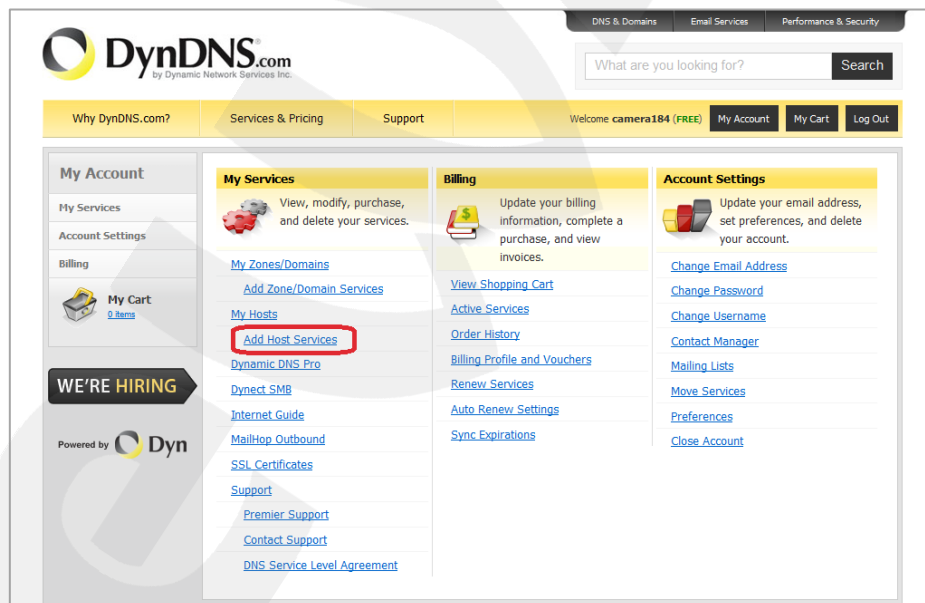 DNS & Domains Email Services Performance & Security
DynDNS.com
by Dynamic Network Services Inc.
What are you looking for? Search
Why DynDNS.com? Services & Pricing Support Welcome camera184 (FREE) My Account My Cart Log Out
My Account
My Services
Account Settings
Billing
My Cart
0 items
WE'RE HIRING
Powered by Dyn
My Services
View, modify, purchase,
and delete your services.
My Zones/Domains
Add Zone/Domain Services
My Hosts
Add Host Services
Dynamic DNS Pro
Dynect SMB
Internet Guide
MailHop Outbound
SSL Certificates
Support
Premier Support
Contact Support
DNS Service Level Agreement
Billing
Update your billing
information, complete a
purchase, and view
invoices.
View Shopping Cart
Active Services
Order History
Billing Profile and Vouchers
Renew Services
Auto Renew Settings
Sync Expirations
Account Settings
Update your email address,
set preferences, and delete
your account.
Change Email Address
Change Password
Change Username
Contact Manager
Mailing Lists
Move Services
Preferences
Close Account